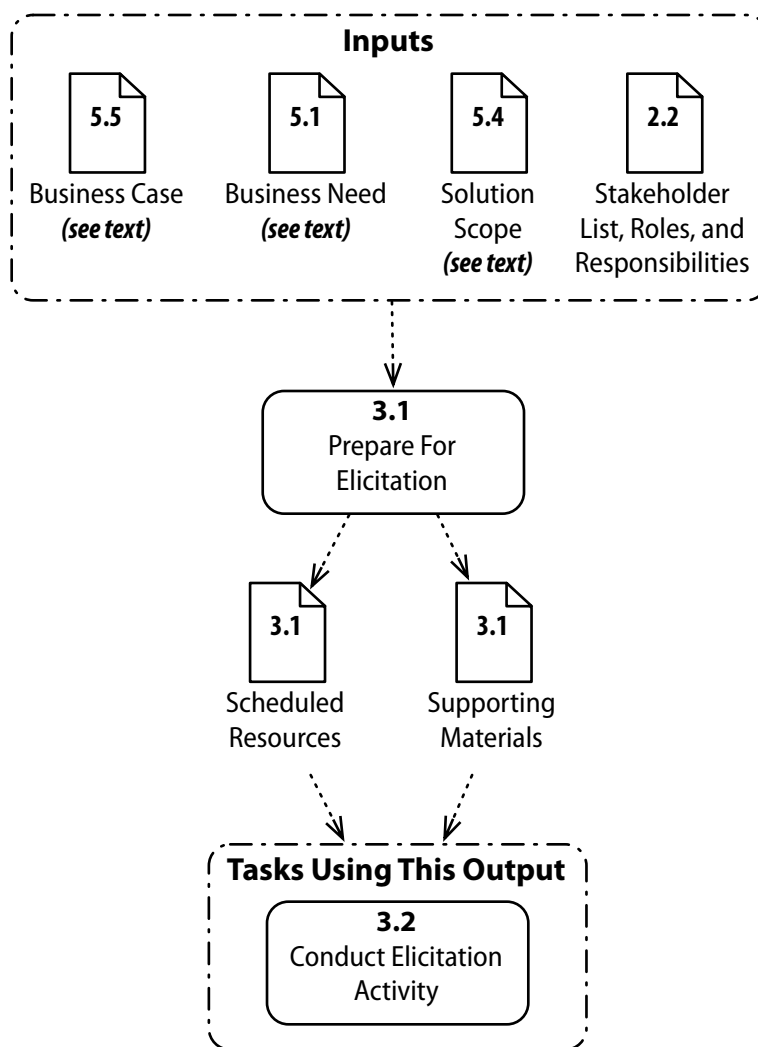 Inputs
5.5
5.1
5.4
2.2
Business Case
(see text)
Business Need
(see text)
Solution
Scope
(see text)
Stakeholder
List, Roles, and
Responsibilities
3.1
Prepare For
Elicitation
3.1
3.1
Scheduled
Resources
Supporting
Materials
Tasks Using This Output
3.2
Conduct Elicitation
Activity